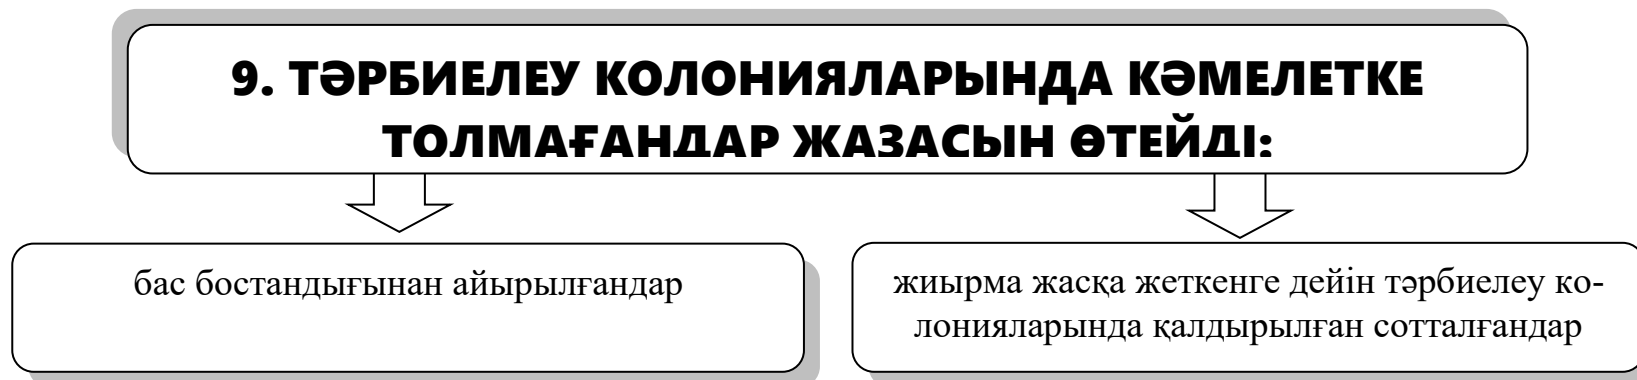 9. ТӘРБИЕЛЕУ КОЛОНИЯЛАРЫНДА КӘМЕЛЕТКЕ
ТОЛМАҒАНДАР ЖАЗАСЫН ӨТЕЙДІ:
бас бостандығынан айырылғандар
жиырма жасқа жеткенге дейін тәрбиелеу ко-
лонияларында қалдырылған сотталғандар